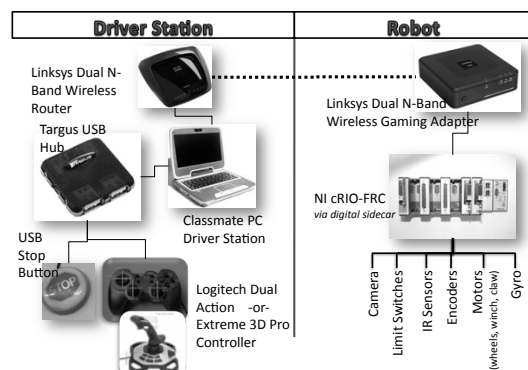 Driver Station
Robot
Linksys Dual N-
Band Wireless
Router
Targus USB
Hub
Classmate PC
Driver Station
USB
Stop
Button
STOP
Logitech Dual
Action -or-
Extreme 3D Pro
Controller
Linksys Dual N-Band
Wireless Gaming Adapter
NI cRIO-FRC
via digital sidecar
Camera
Limit Switches
IR Sensors
Encoders
Motors
(wheels, winch, claw)
Gyro